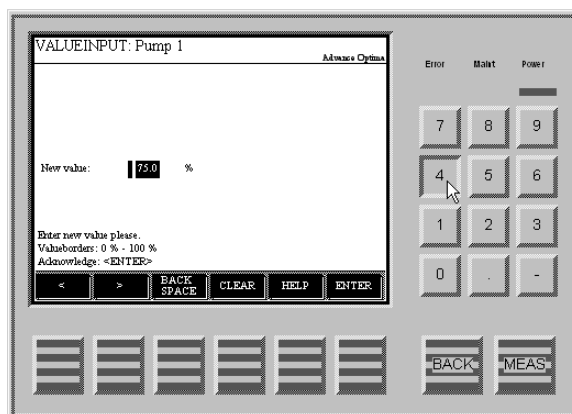 VALUEINPUT: Pump 1
Advance Optima
New value: 75.0 %
Enter new value please.
Valueborders: 0 % - 100 %
Acknowledge: <ENTER>
< > BACK SPACE CLEAR HELP ENTER
Error Maint Power
7 8 9
4 5 6
1 2 3
0 . -
BACK MEAS